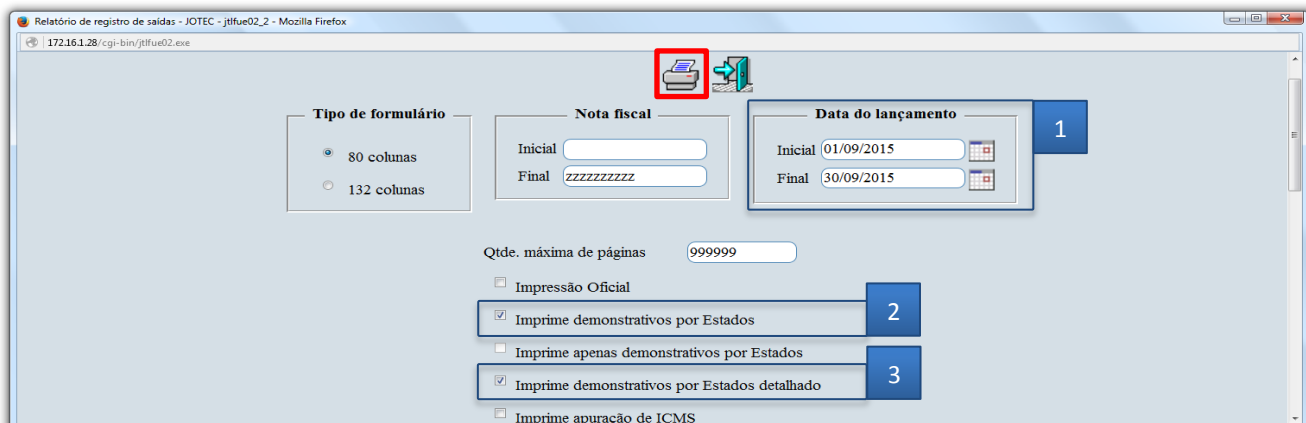 Relatório de registro de saídas - JOTEC - jtlfue02_2 - Mozilla Firefox
172.16.1.28/cgi-bin/jtlfue02.exe
Tipo de formulário
80 colunas
132 colunas
Nota fiscal
Inicial
Final zzzzzzzzzz
Data do lançamento
Inicial 01/09/2015
Final 30/09/2015
1
Qtde. máxima de páginas 999999
Impressão Oficial
Imprime demonstrativos por Estados
2
Imprime apenas demonstrativos por Estados
Imprime demonstrativos por Estados detalhado
3
Imprime apuração de ICMS